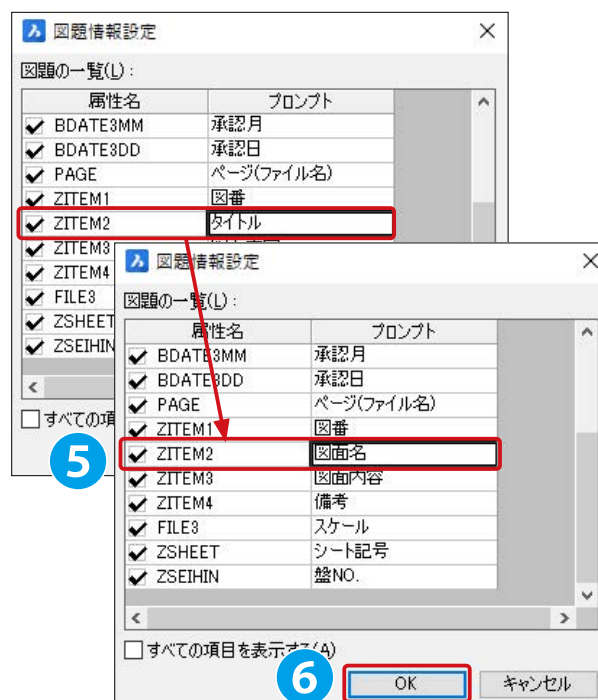 図題情報設定
図題の一覧(L):
属性名 プロンプト
BDATE3MM 承認月
BDATE3DD 承認日
PAGE ページ(ファイル名)
ZITEM1 図番
ZITEM2 タイトル
ZITEM3
ZITEM4
FILE3
ZSHEET
ZSEIHIN
すべての項
5
図題情報設定
図題の一覧(L):
属性名 プロンプト
BDATE3MM 承認月
BDATE3DD 承認日
PAGE ページ(ファイル名)
ZITEM1 図番
ZITEM2 図面名
ZITEM3 図面内容
ZITEM4 備考
FILE3 スケール
ZSHEET シート記号
ZSEIHIN 盤NO.
すべての項目を表示する(A)
6
OK キャンセル